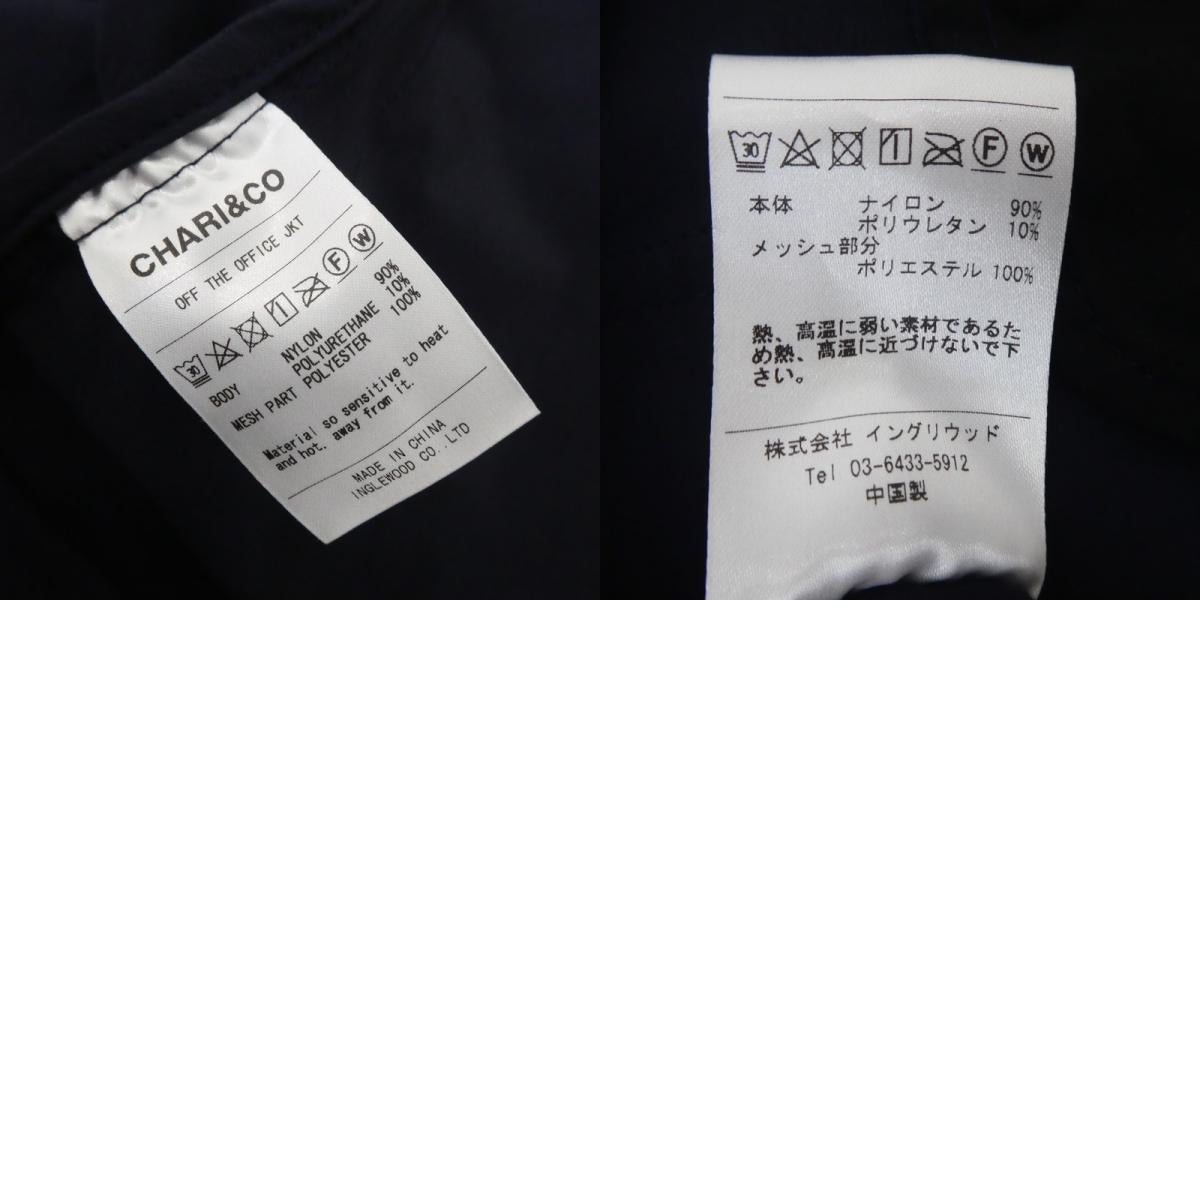 CHARI&CO
OFF THE OFFICE JKT
30 F W
BODY NYLON 90%
POLYURETHANE 10%
MESH PART POLYESTER 100%
Material so sensitive to heat
and hot. away from it.
MADE IN CHINA
INGLEWOOD CO.,LTD
30 F W
本体 ナイロン 90%
ポリウレタン 10%
メッシュ部分
ポリエステル 100%
熱、高温に弱い素材であるた
め熱、高温に近づけないで下
さい。
株式会社 イングリウッド
Tel 03-6433-5912
中国製